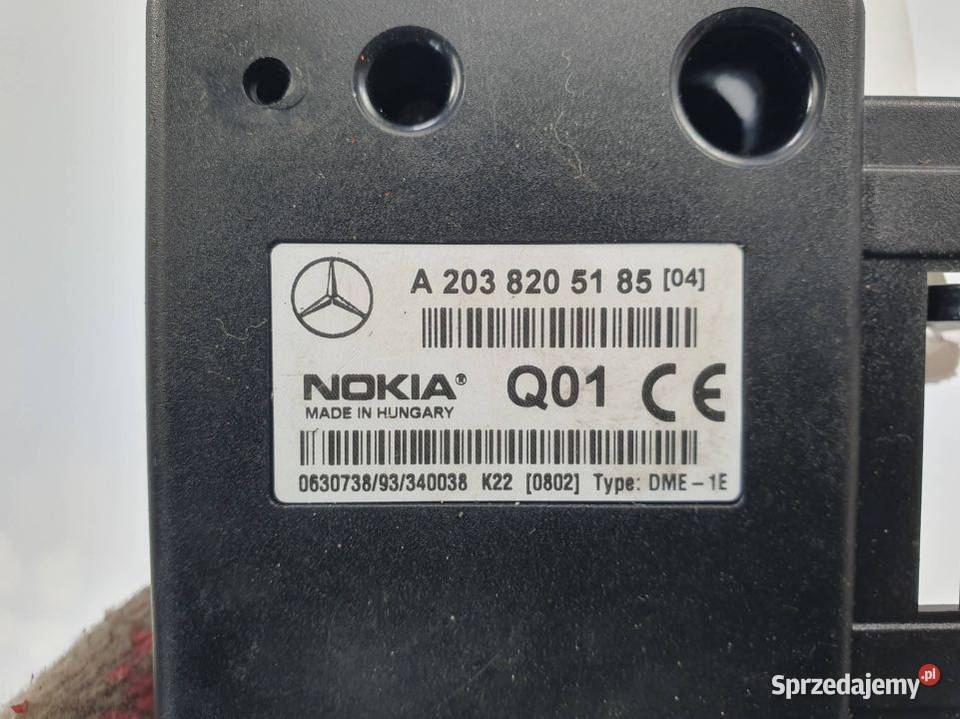 A 203 820 51 85 [04]
NOKIA® Q01 CE
MADE IN HUNGARY
0630738/93/340038 K22 [0802] Type: DME-1E
Sprzedajemy.pl